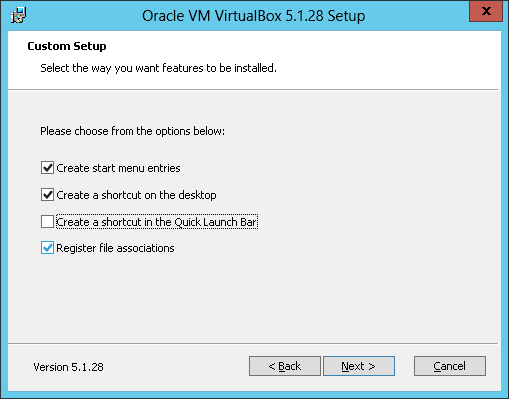 Oracle VM VirtualBox 5.1.28 Setup
Custom Setup
Select the way you want features to be installed.
Please choose from the options below:
Create start menu entries
Create a shortcut on the desktop
Create a shortcut in the Quick Launch Bar
Register file associations
Version 5.1.28
< Back
Next >
Cancel